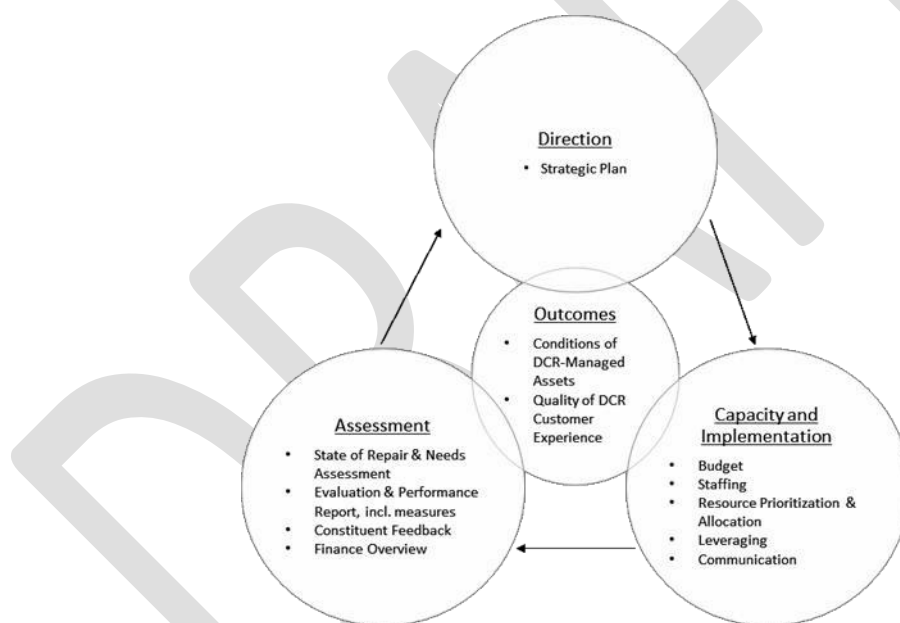 DRAFT
Direction
• Strategic Plan
Outcomes
• Conditions of
DCR-Managed
Assets
• Quality of DCR
Customer
Experience
Assessment
• State of Repair & Needs
Assessment
• Evaluation & Performance
Report, incl. measures
• Constituent Feedback
• Finance Overview
Capacity and
Implementation
• Budget
• Staffing
• Resource Prioritization &
Allocation
• Leveraging
• Communication